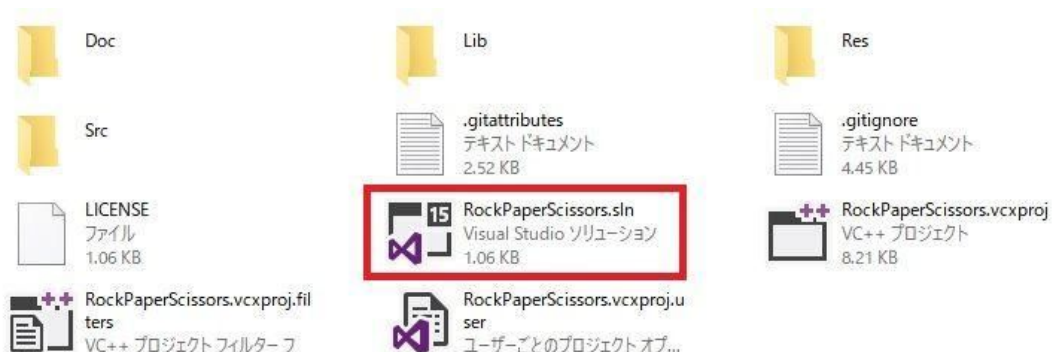 Doc
Lib
Res
Src
.gitattributes
テキスト ドキュメント
2.52 KB
.gitignore
テキスト ドキュメント
4.45 KB
LICENSE
ファイル
1.06 KB
15
RockPaperScissors.sln
Visual Studio ソリューション
1.06 KB
RockPaperScissors.vcxproj
VC++ プロジェクト
8.21 KB
RockPaperScissors.vcxproj.fil
ters
VC++ プロジェクト フィルター フ
RockPaperScissors.vcxproj.u
ser
ユーザーごとのプロジェクト オプ...